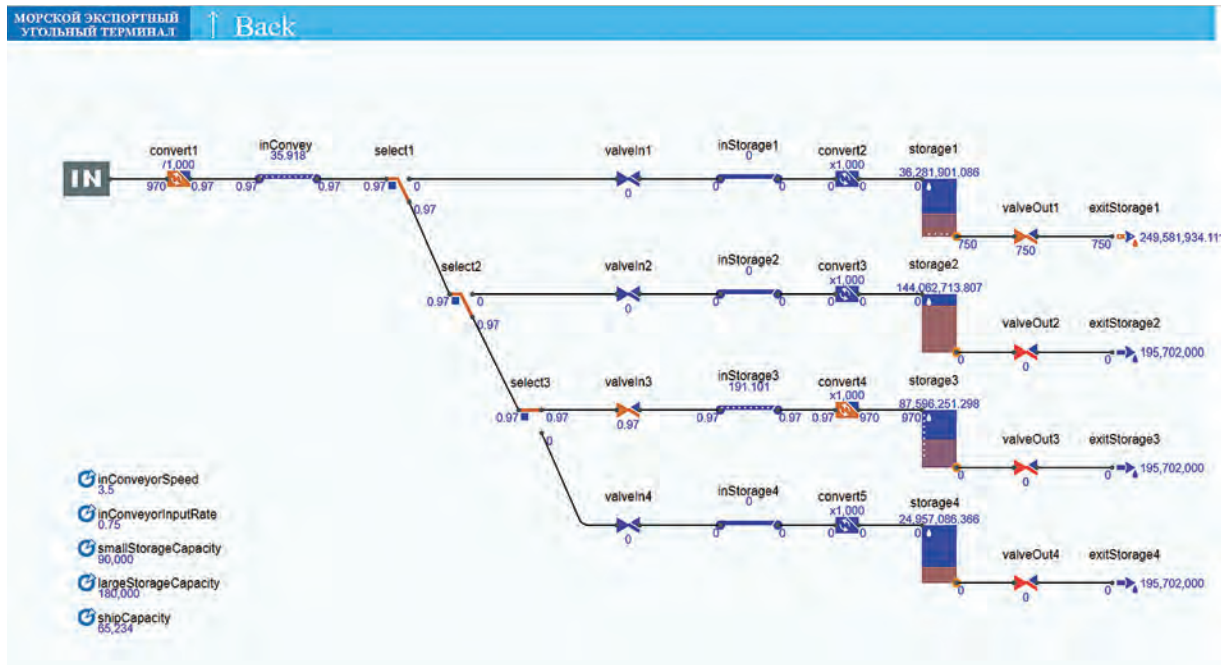 МОРСКОЙ ЭКСПОРТНЫЙ
УГОЛЬНЫЙ ТЕРМИНАЛ
↑ Back
IN
convert1
/1,000
970
0.97
inConvey
35.918
0.97
0.97
select1
0.97
0
0.97
valveIn1
0
inStorage1
0
0
0
convert2
x1,000
0
0
storage1
36,281,901.086
0
750
valveOut1
750
exitStorage1
750
249,581,934.111
select2
0.97
0
0.97
valveIn2
0
inStorage2
0
0
0
convert3
x1,000
0
0
storage2
144,062,713.807
0
0
valveOut2
0
exitStorage2
0
195,702,000
select3
0.97
0.97
0
valveIn3
0.97
inStorage3
191.101
0.97
0.97
convert4
x1,000
0.97
970
storage3
87,596,251.298
970
0
valveOut3
0
exitStorage3
0
195,702,000
valveIn4
0
inStorage4
0
0
0
convert5
x1,000
0
0
storage4
24,957,086.366
0
0
valveOut4
0
exitStorage4
0
195,702,000
inConveyorSpeed
3.5
inConveyorInputRate
0.75
smallStorageCapacity
90,000
largeStorageCapacity
180,000
shipCapacity
65,234